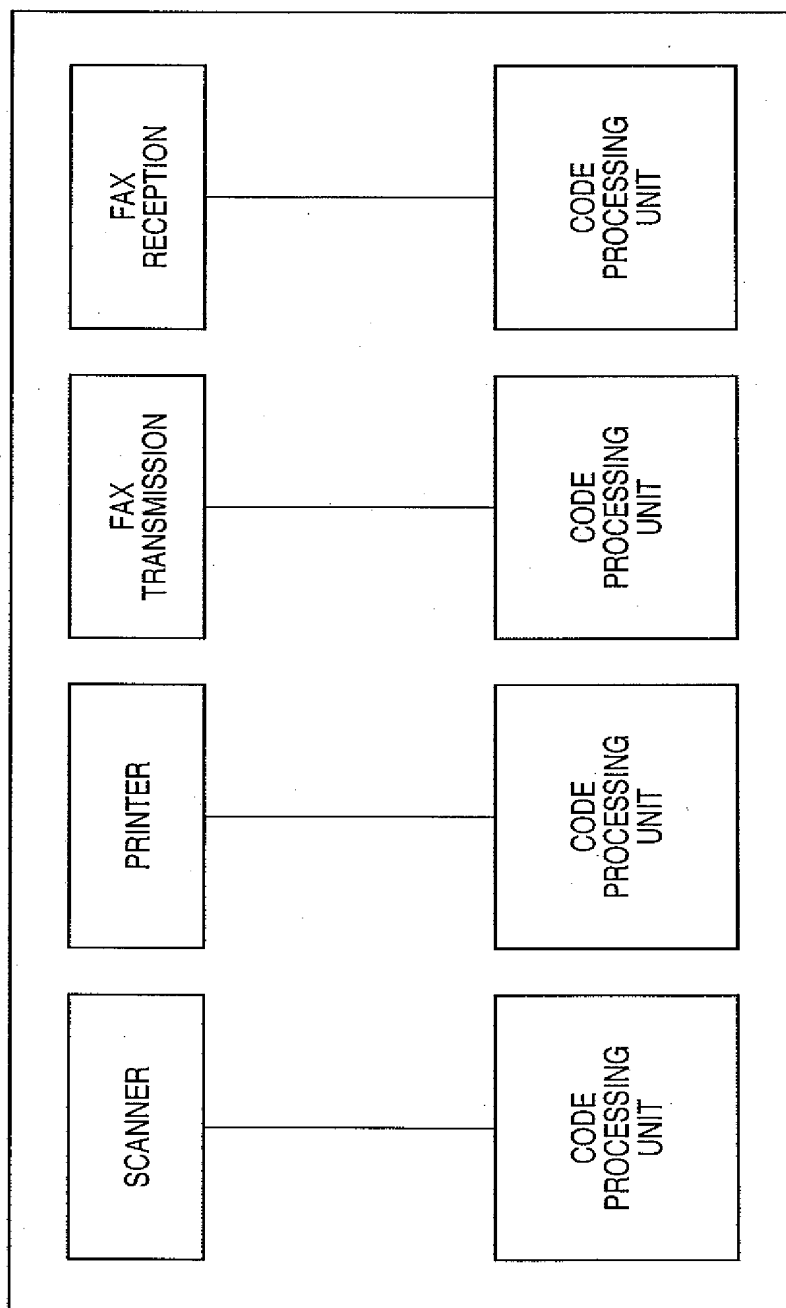 SCANNER
PRINTER
FAX
TRANSMISSION
FAX
RECEPTION
CODE
PROCESSING
UNIT
CODE
PROCESSING
UNIT
CODE
PROCESSING
UNIT
CODE
PROCESSING
UNIT